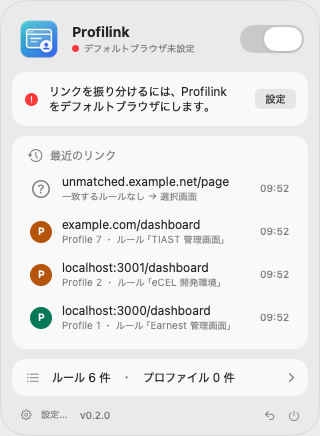 Profilink
デフォルトブラウザ未設定
リンクを振り分けるには、Profilink
をデフォルトブラウザにします。
設定
最近のリンク
unmatched.example.net/page
一致するルールなし → 選択画面
09:52
P
example.com/dashboard
Profile 7 ・ ルール「TIAST 管理画面」
09:52
P
localhost:3001/dashboard
Profile 2 ・ ルール「eCEL 開発環境」
09:52
P
localhost:3000/dashboard
Profile 1 ・ ルール「Earnest 管理画面」
09:52
ルール 6 件 ・ プロファイル 0 件
設定... v0.2.0